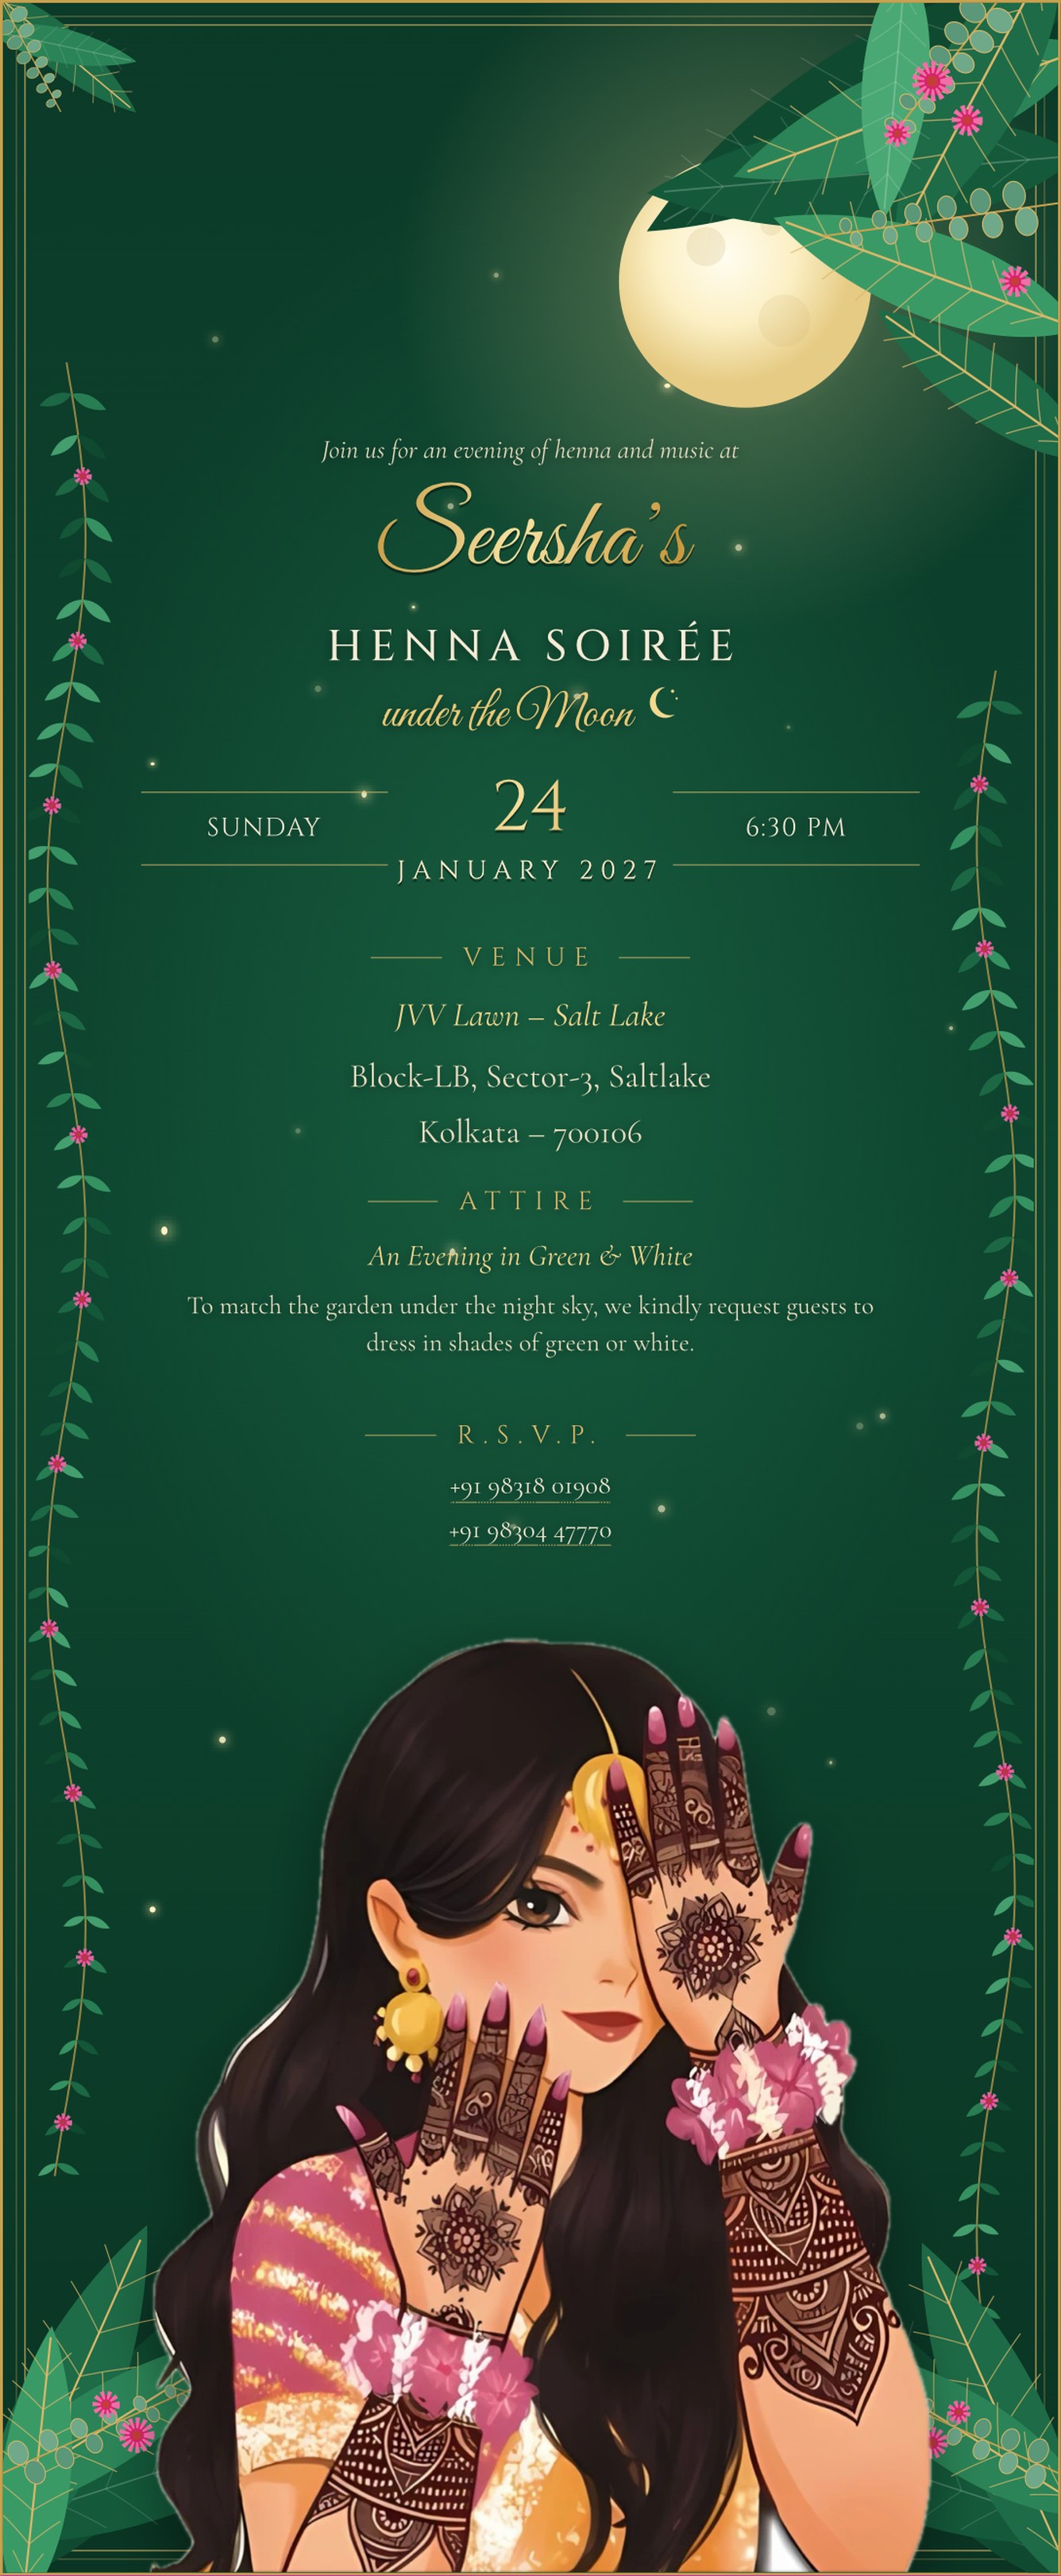 Join us for an evening of henna and music at
Seersha's
HENNA SOIRÉE
under the Moon
SUNDAY
24
JANUARY 2027
6:30 PM
VENUE
JVV Lawn – Salt Lake
Block-LB, Sector-3, Saltlake
Kolkata – 700106
ATTIRE
An Evening in Green & White
To match the garden under the night sky, we kindly request guests to
dress in shades of green or white.
R.S.V.P.
+91 98318 01908
+91 98304 47770